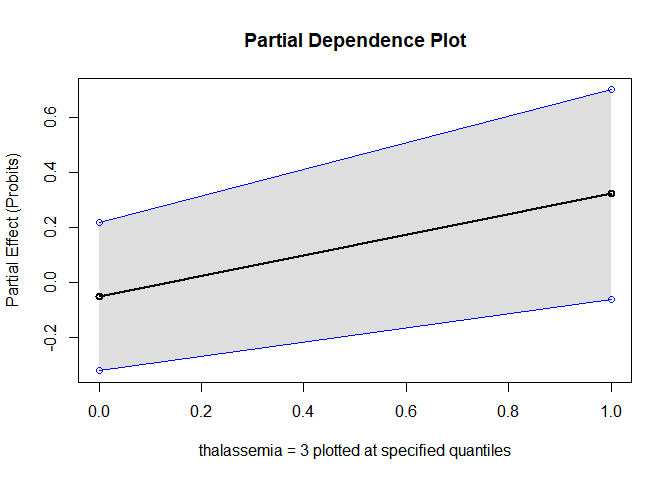 Partial Dependence Plot
Partial Effect (Probits)
0.6
0.4
0.2
0.0
-0.2
0.0 0.2 0.4 0.6 0.8 1.0
thalassemia = 3 plotted at specified quantiles